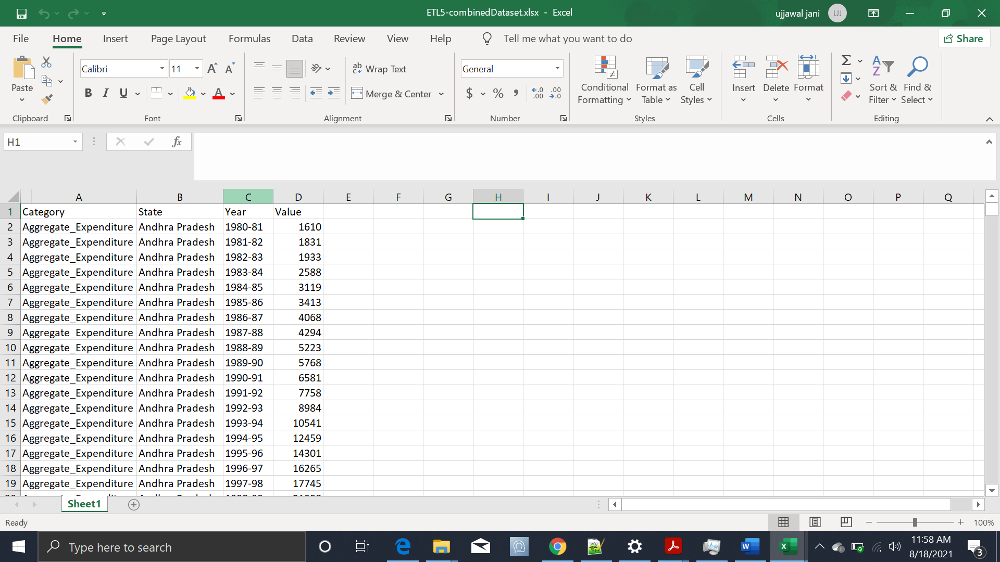 ETL5-combinedDataset.xlsx - Excel
ujjawal jani UJ
File Home Insert Page Layout Formulas Data Review View Help Tell me what you want to do Share
Paste
Clipboard
Calibri 11
B I U
Font
Wrap Text
Merge & Center
Alignment
General
$ % ,
Number
Conditional Formatting
Format as Table
Cell Styles
Styles
Insert Delete Format
Cells
Sort & Filter
Find & Select
Editing
H1 fx
A B C D E F G H I J K L M N O P Q
1 Category State Year Value
2 Aggregate_Expenditure Andhra Pradesh 1980-81 1610
3 Aggregate_Expenditure Andhra Pradesh 1981-82 1831
4 Aggregate_Expenditure Andhra Pradesh 1982-83 1933
5 Aggregate_Expenditure Andhra Pradesh 1983-84 2588
6 Aggregate_Expenditure Andhra Pradesh 1984-85 3119
7 Aggregate_Expenditure Andhra Pradesh 1985-86 3413
8 Aggregate_Expenditure Andhra Pradesh 1986-87 4068
9 Aggregate_Expenditure Andhra Pradesh 1987-88 4294
10 Aggregate_Expenditure Andhra Pradesh 1988-89 5223
11 Aggregate_Expenditure Andhra Pradesh 1989-90 5768
12 Aggregate_Expenditure Andhra Pradesh 1990-91 6581
13 Aggregate_Expenditure Andhra Pradesh 1991-92 7758
14 Aggregate_Expenditure Andhra Pradesh 1992-93 8984
15 Aggregate_Expenditure Andhra Pradesh 1993-94 10541
16 Aggregate_Expenditure Andhra Pradesh 1994-95 12459
17 Aggregate_Expenditure Andhra Pradesh 1995-96 14301
18 Aggregate_Expenditure Andhra Pradesh 1996-97 16265
19 Aggregate_Expenditure Andhra Pradesh 1997-98 17745
Sheet1
Ready 100%
Type here to search
11:58 AM
8/18/2021
3